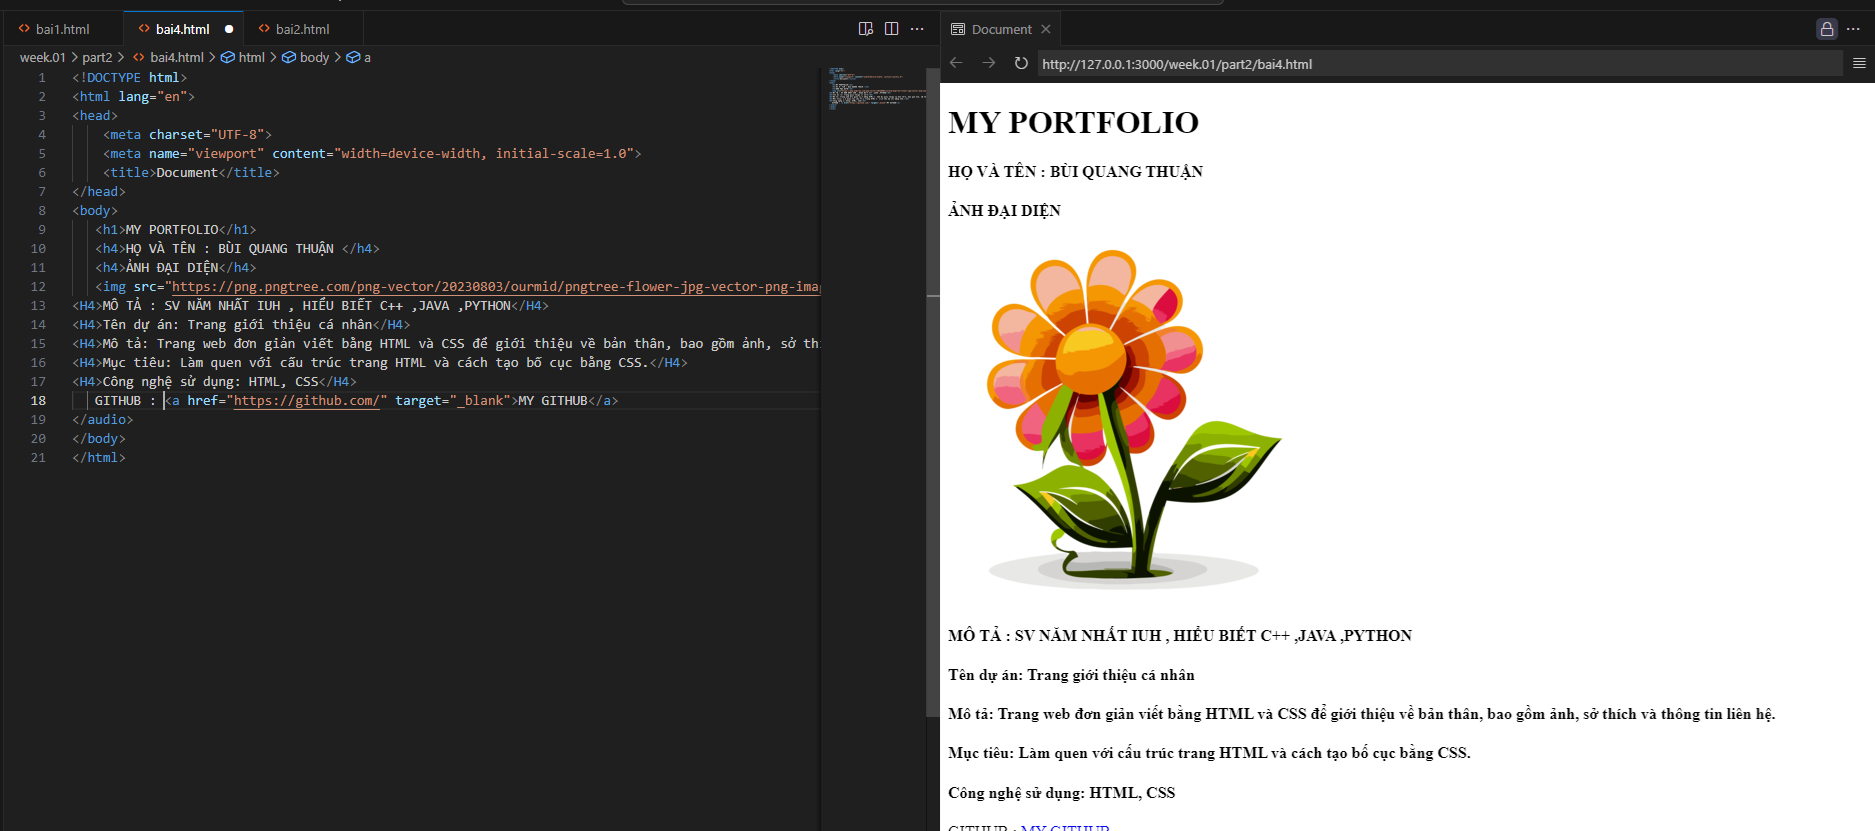 bai1.html
bai4.html
bai2.html
week.01 > part2 > bai4.html > html > body > a
1 <!DOCTYPE html>
2 <html lang="en">
3 <head>
4 <meta charset="UTF-8">
5 <meta name="viewport" content="width=device-width, initial-scale=1.0">
6 <title>Document</title>
7 </head>
8 <body>
9 <h1>MY PORTFOLIO</h1>
10 <h4>HỌ VÀ TÊN : BÙI QUANG THUẬN </h4>
11 <h4>ẢNH ĐẠI DIỆN</h4>
12 <img src="https://png.pngtree.com/png-vector/20230803/ourmid/pngtree-flower-jpg-vector-png-imag
13 <H4>MÔ TẢ : SV NĂM NHẤT IUH , HIỂU BIẾT C++ ,JAVA ,PYTHON</H4>
14 <H4>Tên dự án: Trang giới thiệu cá nhân</H4>
15 <H4>Mô tả: Trang web đơn giản viết bằng HTML và CSS để giới thiệu về bản thân, bao gồm ảnh, sở thí
16 <H4>Mục tiêu: Làm quen với cấu trúc trang HTML và cách tạo bố cục bằng CSS.</H4>
17 <H4>Công nghệ sử dụng: HTML, CSS</H4>
18 GITHUB : <a href="https://github.com/" target="_blank">MY GITHUB</a>
19 </audio>
20 </body>
21 </html>
Document
http://127.0.0.1:3000/week.01/part2/bai4.html
MY PORTFOLIO
HỌ VÀ TÊN : BÙI QUANG THUẬN
ẢNH ĐẠI DIỆN
MÔ TẢ : SV NĂM NHẤT IUH , HIỂU BIẾT C++ ,JAVA ,PYTHON
Tên dự án: Trang giới thiệu cá nhân
Mô tả: Trang web đơn giản viết bằng HTML và CSS để giới thiệu về bản thân, bao gồm ảnh, sở thích và thông tin liên hệ.
Mục tiêu: Làm quen với cấu trúc trang HTML và cách tạo bố cục bằng CSS.
Công nghệ sử dụng: HTML, CSS
GITHUB : MY GITHUB